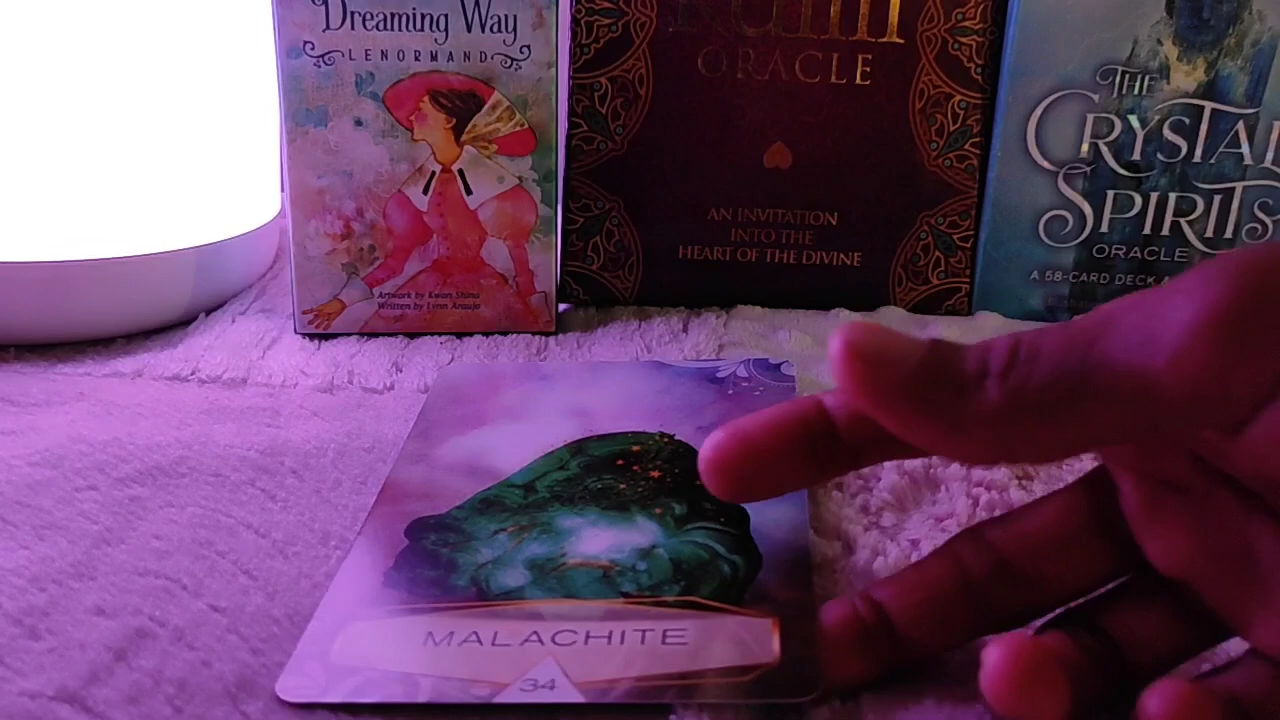 Dreaming Way
LENORMAND
Artwork by Kwon Shina
Written by Lynn Araujo
Rumi
ORACLE
AN INVITATION
INTO THE
HEART OF THE DIVINE
THE
CRYSTAL
SPIRITS
ORACLE
A 58-CARD DECK &
MALACHITE
34